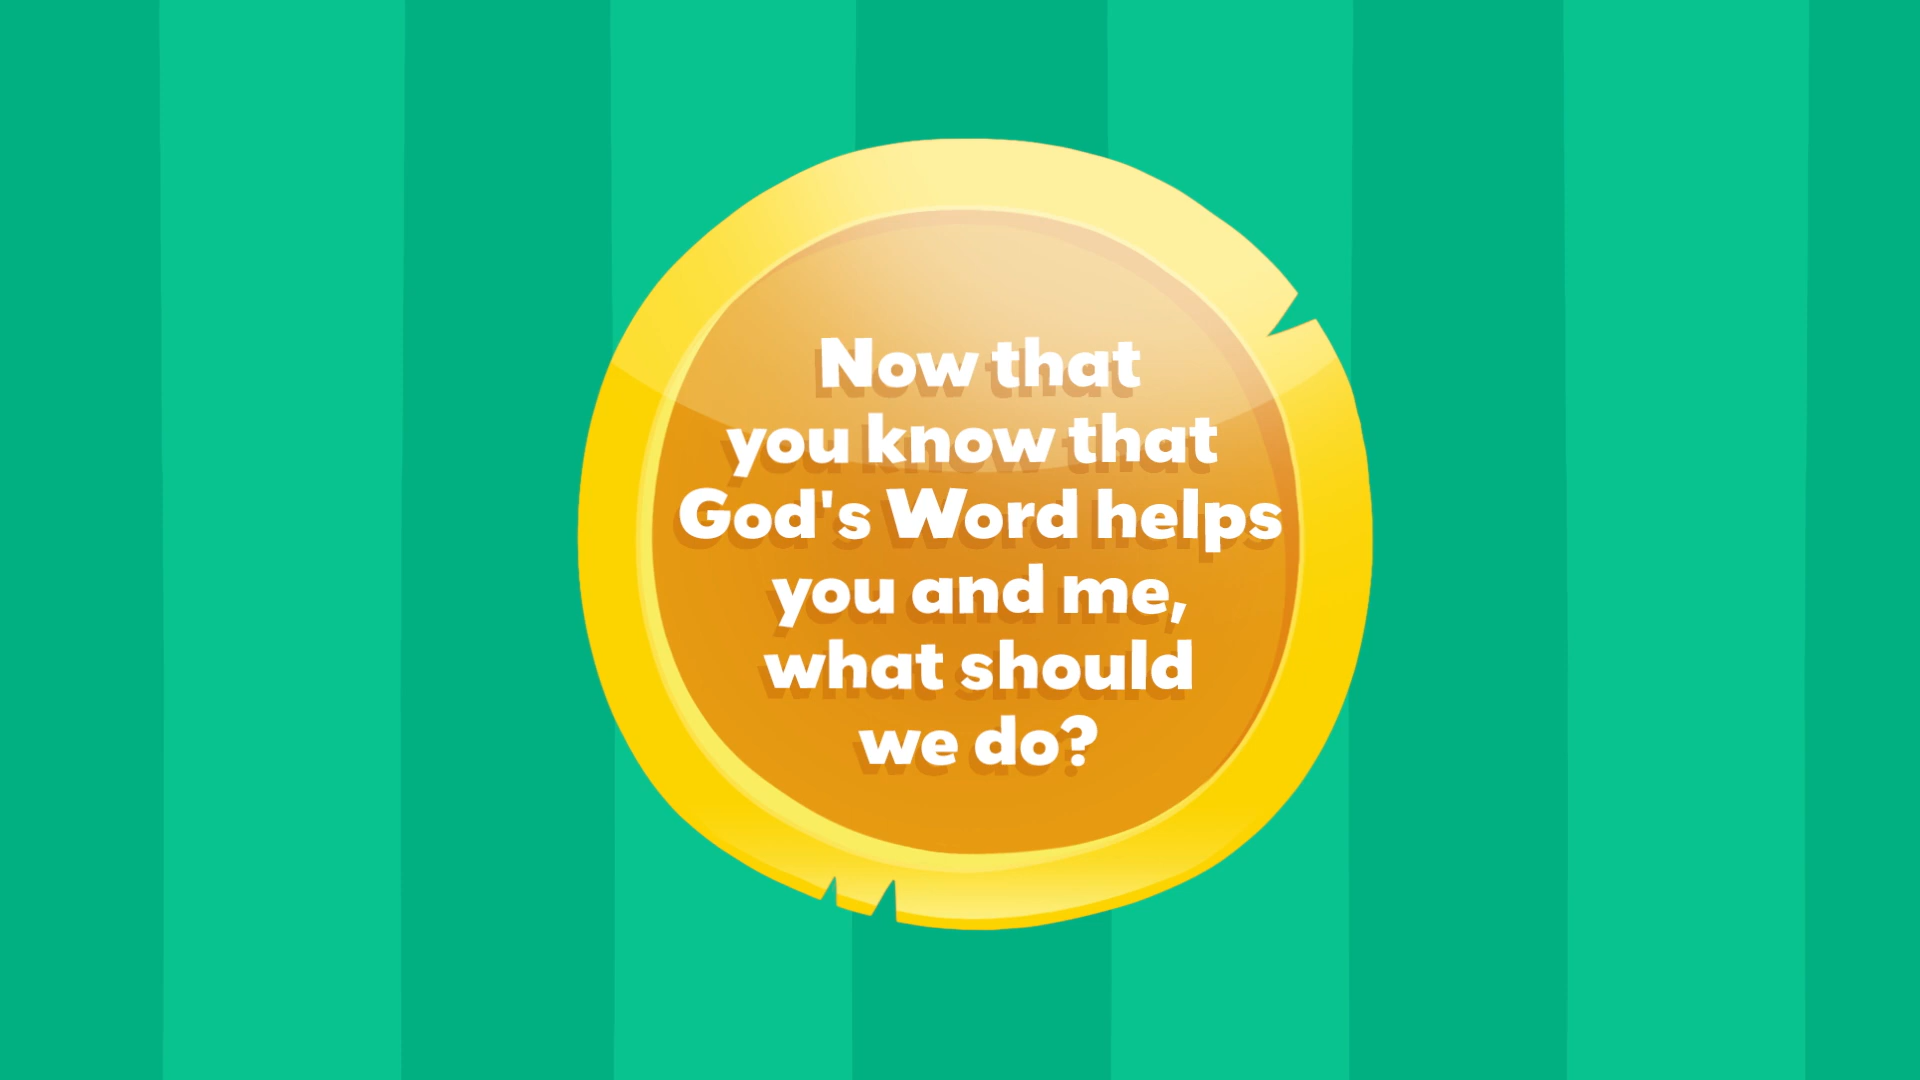 Now that
you know that
God's Word helps
you and me,
what should
we do?